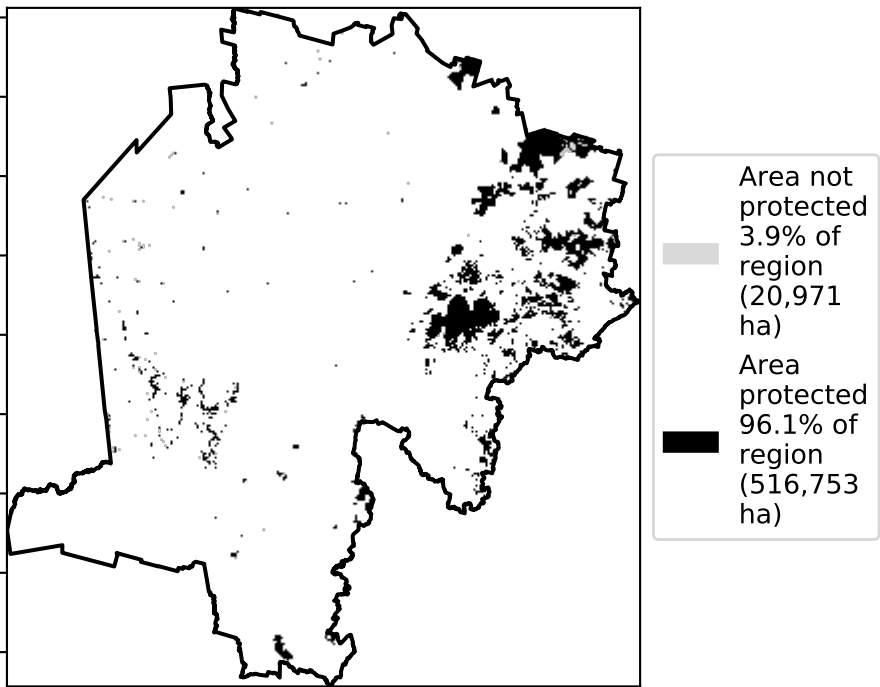 Area not
protected
3.9% of
region
(20,971
ha)
Area
protected
96.1% of
region
(516,753
ha)